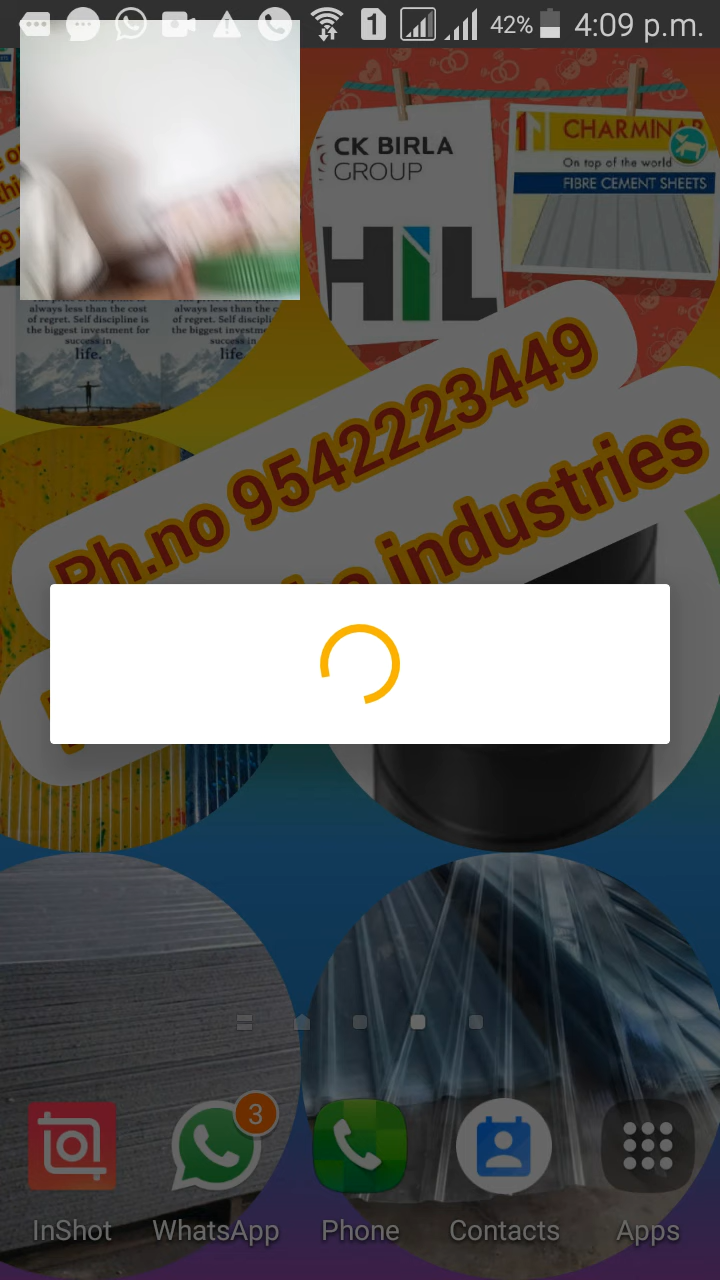 1 42% 4:09 p.m.
CK BIRLA
GROUP
HIL
CHARMINAR
On top of the world
FIBRE CEMENT SHEETS
always less than the cost
of regret. Self discipline is
the biggest investment for
success in
life.
always less than the cost
of regret. Self discipline
the biggest
success in
life
Ph.no 9542223449
industries
3
InShot WhatsApp Phone Contacts Apps